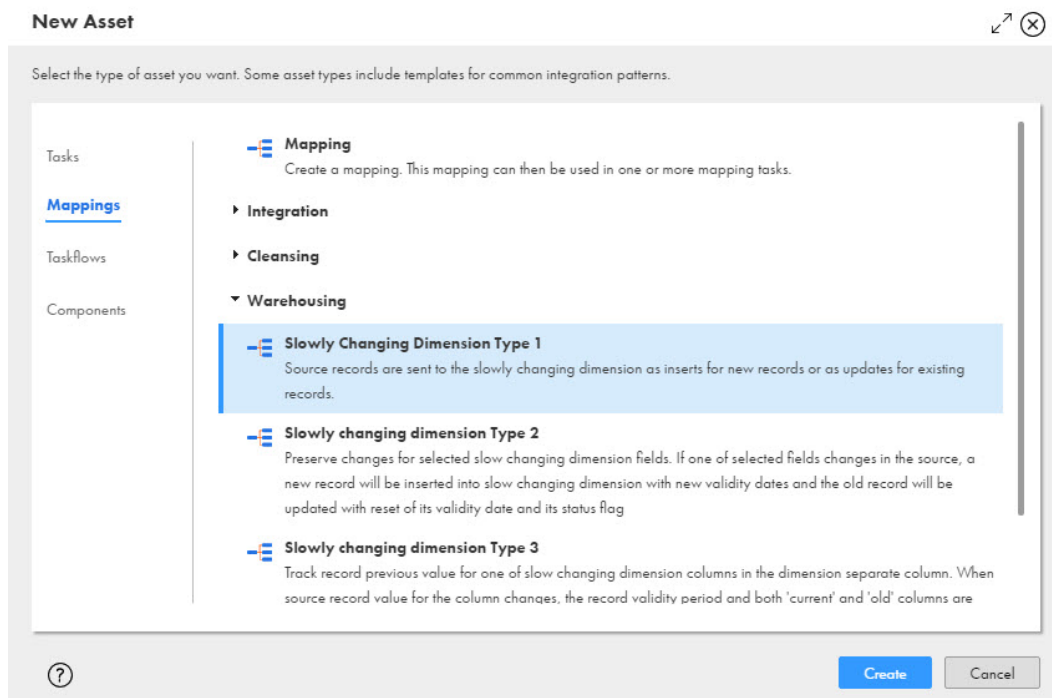 New Asset
Select the type of asset you want. Some asset types include templates for common integration patterns.
Tasks
Mappings
Taskflows
Components
Mapping
Create a mapping. This mapping can then be used in one or more mapping tasks.
Integration
Cleansing
Warehousing
Slowly Changing Dimension Type 1
Source records are sent to the slowly changing dimension as inserts for new records or as updates for existing
records.
Slowly changing dimension Type 2
Preserve changes for selected slow changing dimension fields. If one of selected fields changes in the source, a
new record will be inserted into slow changing dimension with new validity dates and the old record will be
updated with reset of its validity date and its status flag
Slowly changing dimension Type 3
Track record previous value for one of slow changing dimension columns in the dimension separate column. When
source record value for the column changes, the record validity period and both 'current' and 'old' columns are
?
Create
Cancel